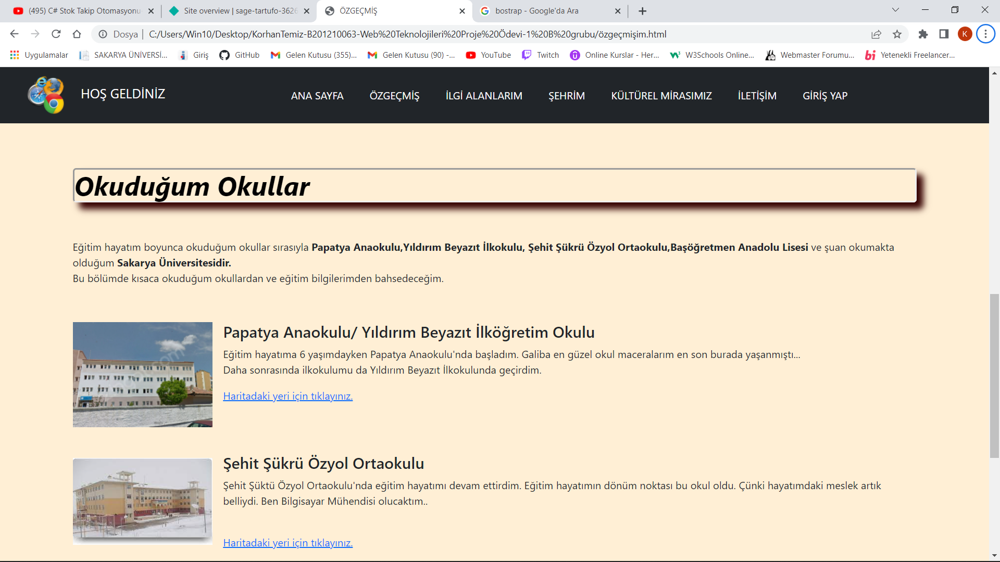 (495) C# Stok Takip Otomasyonu
Site overview | sage-tartufo-3626
ÖZGEÇMİŞ
bostrap - Google'da Ara
Dosya | C:/Users/Win10/Desktop/KorhanTemiz-B201210063-Web%20Teknolojileri%20Proje%20Ödevi-1%20B%20grubu/özgeçmişim.html
K
Uygulamalar
SAKARYA ÜNİVERSİ...
Giriş
GitHub
Gelen Kutusu (355)...
Gelen Kutusu (90) -...
YouTube
Twitch
Online Kurslar - Her...
W3Schools Online...
Webmaster Forumu...
bi Yetenekli Freelancer...
HOŞ GELDİNİZ
ANA SAYFA
ÖZGEÇMİŞ
İLGİ ALANLARIM
ŞEHRİM
KÜLTÜREL MİRASIMIZ
İLETİŞİM
GİRİŞ YAP
Okuduğum Okullar
Eğitim hayatım boyunca okuduğum okullar sırasıyla Papatya Anaokulu,Yıldırım Beyazıt İlkokulu, Şehit Şükrü Özyol Ortaokulu,Başöğretmen Anadolu Lisesi ve şuan okumakta
olduğum Sakarya Üniversitesidir.
Bu bölümde kısaca okuduğum okullardan ve eğitim bilgilerimden bahsedeceğim.
Papatya Anaokulu/ Yıldırım Beyazıt İlköğretim Okulu
Eğitim hayatıma 6 yaşımdayken Papatya Anaokulu'nda başladım. Galiba en güzel okul maceralarım en son burada yaşanmıştı...
Daha sonrasında ilkokulumu da Yıldırım Beyazıt İlkokulunda geçirdim.
Haritadaki yeri için tıklayınız.
Şehit Şükrü Özyol Ortaokulu
Şehit Şüktü Özyol Ortaokulu'nda eğitim hayatımı devam ettirdim. Eğitim hayatımın dönüm noktası bu okul oldu. Çünki hayatımdaki meslek artık
belliydi. Ben Bilgisayar Mühendisi olucaktım..
Haritadaki yeri için tıklayınız.